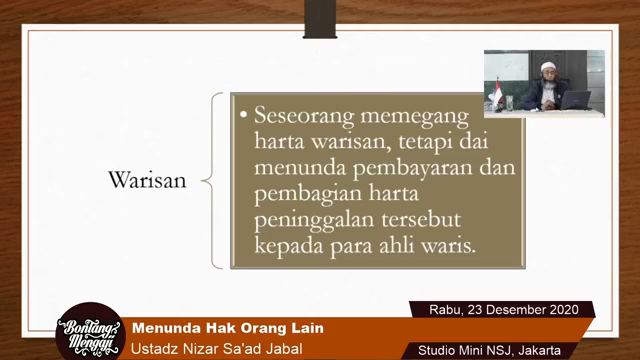 Warisan
• Seseorang memegang
harta warisan, tetapi dai
menunda pembayaran dan
pembagian harta
peninggalan tersebut
kepada para ahli waris.
Rabu, 23 Desember 2020
Bontang
Mengaji
Menunda Hak Orang Lain
Ustadz Nizar Sa'ad Jabal
Studio Mini NSJ, Jakarta